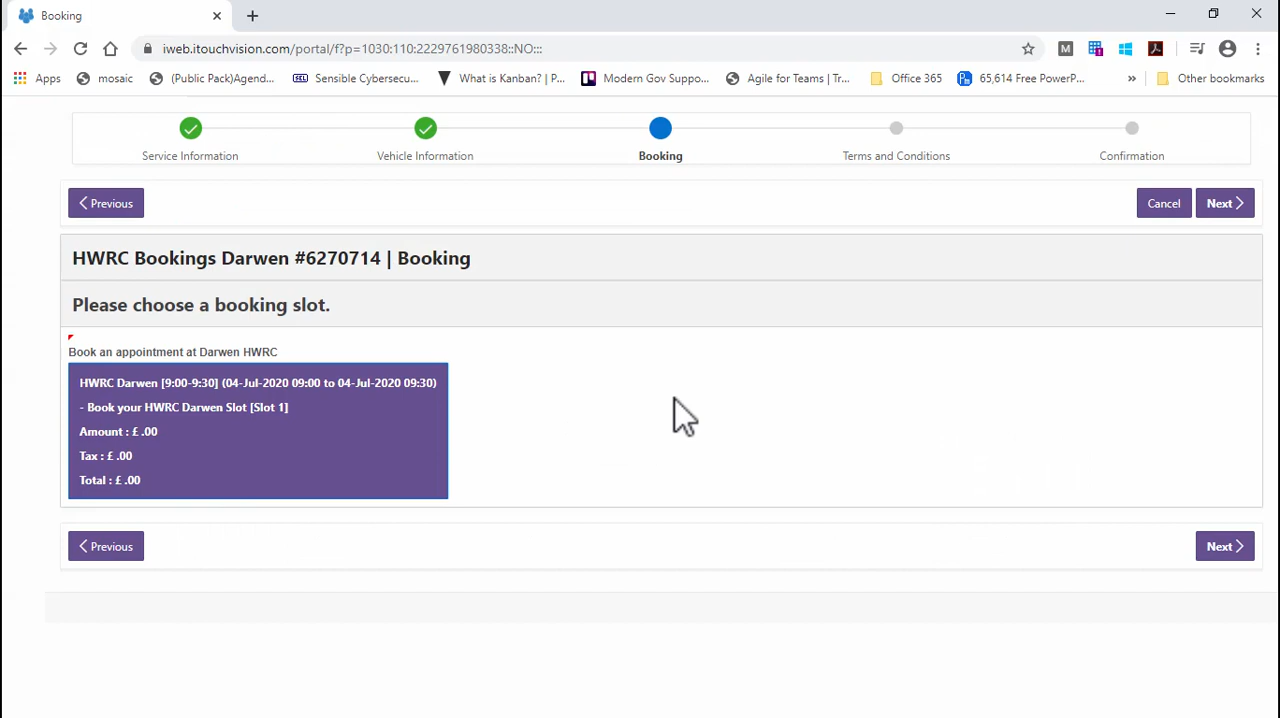 Booking
iweb.itouchvision.com/portal/f?p=1030:110:2229761980338::NO:::
M
1
Apps
mosaic
(Public Pack)Agend...
Sensible Cybersecu...
What is Kanban? | P...
Modern Gov Suppo...
Agile for Teams | Tr...
Office 365
65,614 Free PowerP...
»
Other bookmarks
Service Information
Vehicle Information
Booking
Terms and Conditions
Confirmation
Previous
Cancel
Next
HWRC Bookings Darwen #6270714 | Booking
Please choose a booking slot.
Book an appointment at Darwen HWRC
HWRC Darwen [9:00-9:30] (04-Jul-2020 09:00 to 04-Jul-2020 09:30)
- Book your HWRC Darwen Slot [Slot 1]
Amount : £ .00
Tax : £ .00
Total : £ .00
Previous
Next